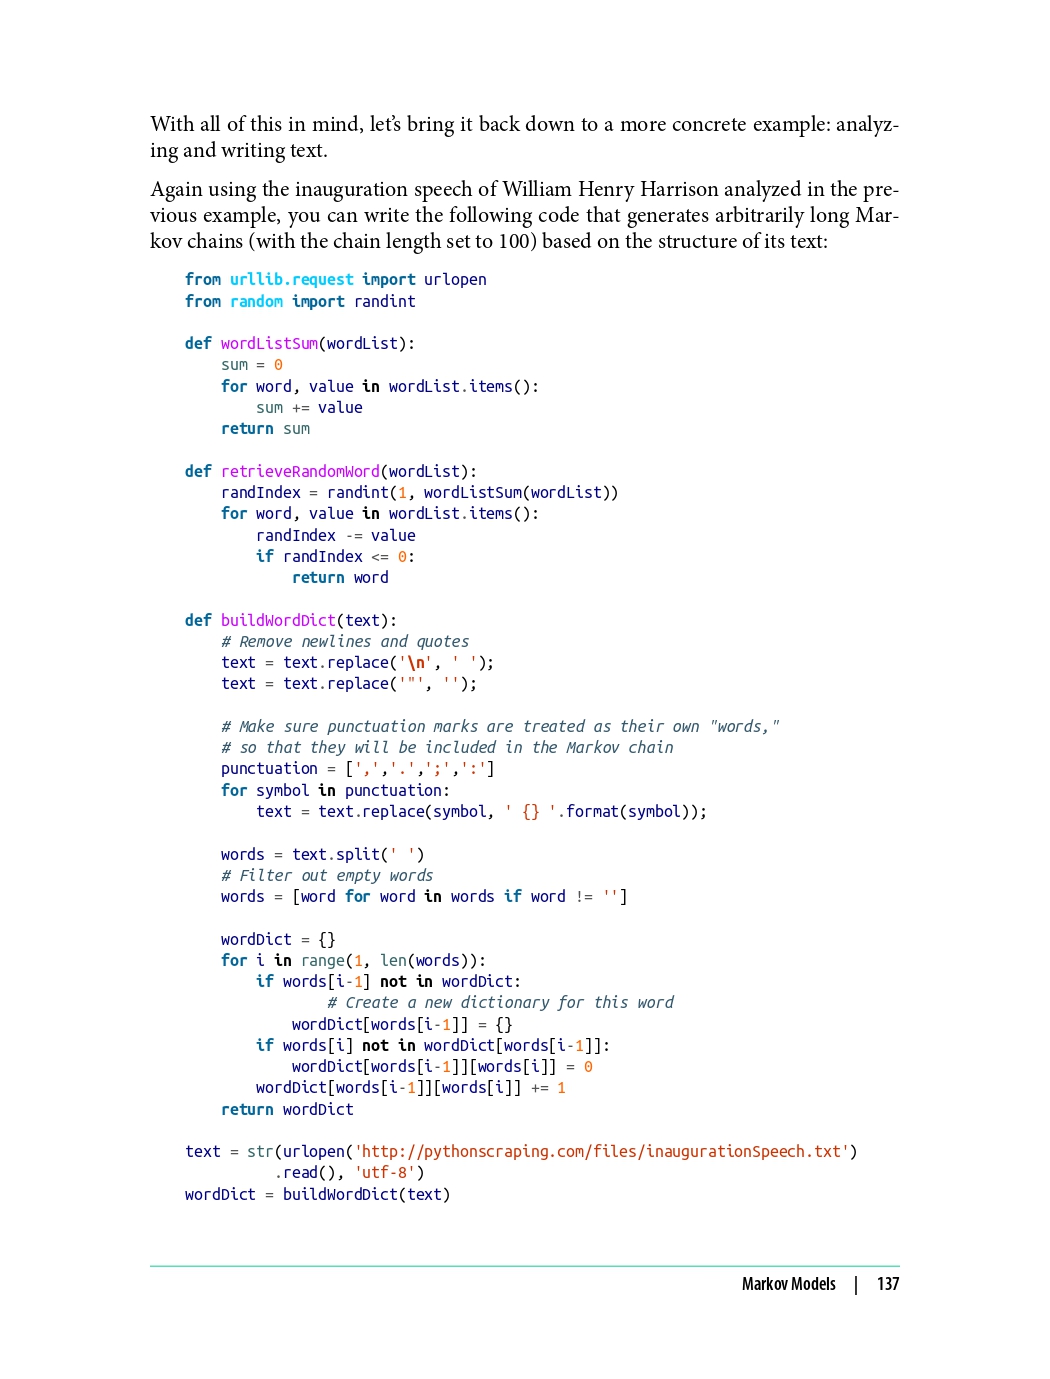 With all of this in mind, let’s bring it back down to a more concrete example: analyz-
ing and writing text.
Again using the inauguration speech of William Henry Harrison analyzed in the pre-
vious example, you can write the following code that generates arbitrarily long Mar-
kov chains (with the chain length set to 100) based on the structure of its text:
from urllib.request import urlopen
from random import randint

def wordListSum(wordList):
    sum = 0
    for word, value in wordList.items():
        sum += value
    return sum

def retrieveRandomWord(wordList):
    randIndex = randint(1, wordListSum(wordList))
    for word, value in wordList.items():
        randIndex -= value
        if randIndex <= 0:
            return word

def buildWordDict(text):
    # Remove newlines and quotes
    text = text.replace('\n', ' ');
    text = text.replace('"', '');

    # Make sure punctuation marks are treated as their own "words,"
    # so that they will be included in the Markov chain
    punctuation = [',','.',';',':']
    for symbol in punctuation:
        text = text.replace(symbol, ' {} '.format(symbol));

    words = text.split(' ')
    # Filter out empty words
    words = [word for word in words if word != '']

    wordDict = {}
    for i in range(1, len(words)):
        if words[i-1] not in wordDict:
                # Create a new dictionary for this word
            wordDict[words[i-1]] = {}
        if words[i] not in wordDict[words[i-1]]:
            wordDict[words[i-1]][words[i]] = 0
        wordDict[words[i-1]][words[i]] += 1
    return wordDict

text = str(urlopen('http://pythonscraping.com/files/inaugurationSpeech.txt')
          .read(), 'utf-8')
wordDict = buildWordDict(text)
Markov Models | 137